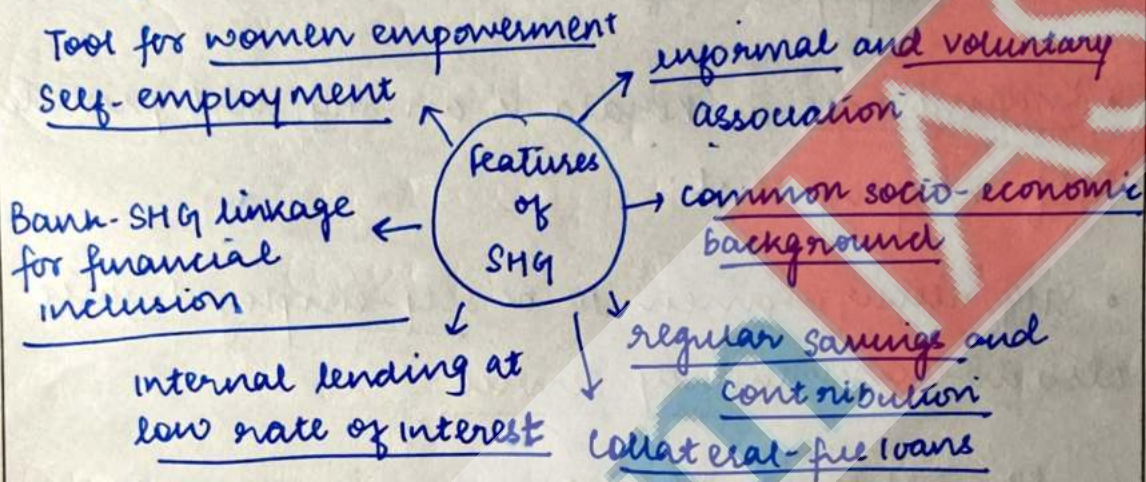 Tool for women empowerment
self-employment
informal and voluntary
association
Features
of
SHG
common socio-economic
background
Bank-SHG linkage
for financial
inclusion
regular savings and
contribution
internal lending at
low rate of interest
collateral-free loans
IAS